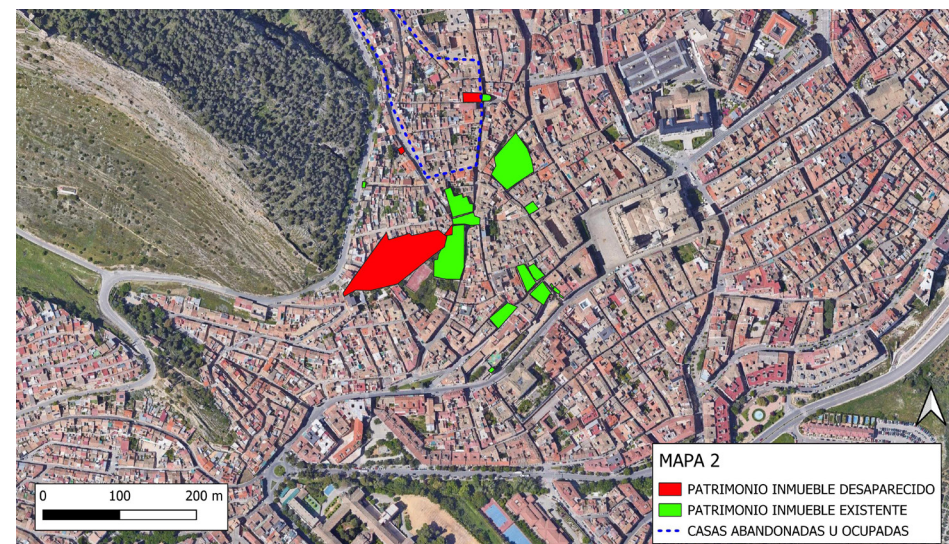 MAPA 2
PATRIMONIO INMUEBLE DESAPARECIDO
PATRIMONIO INMUEBLE EXISTENTE
CASAS ABANDONADAS U OCUPADAS
0 100 200 m